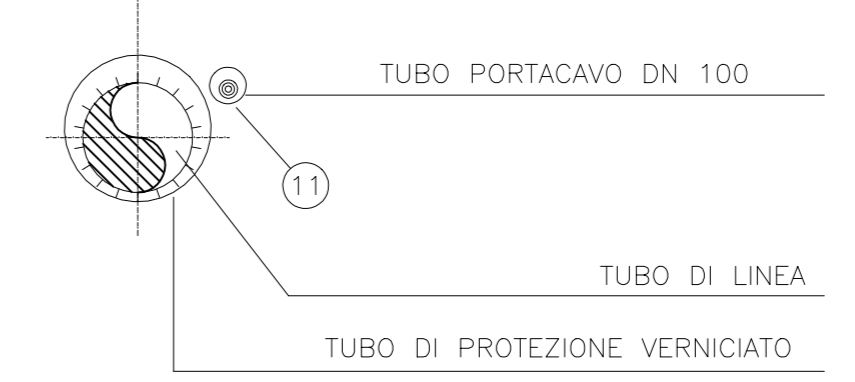 TUBO PORTACAVO DN 100
11
TUBO DI LINEA
TUBO DI PROTEZIONE VERNICIATO